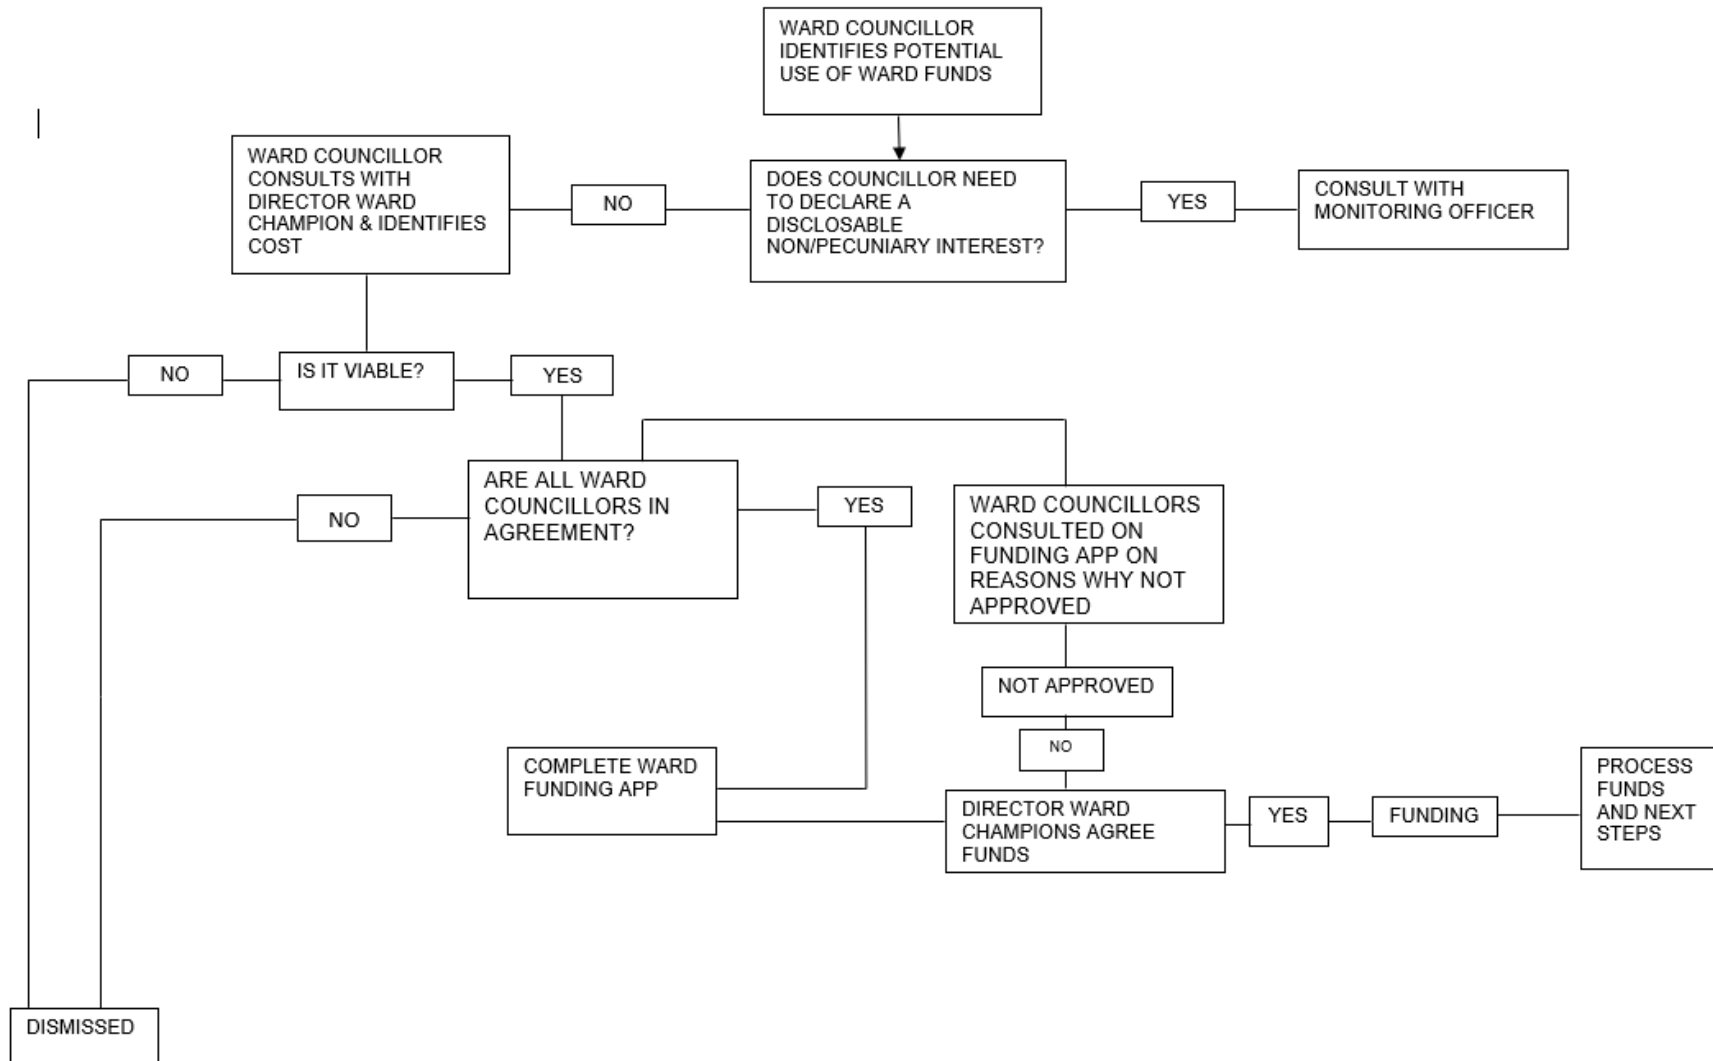 WARD COUNCILLOR
IDENTIFIES POTENTIAL
USE OF WARD FUNDS
WARD COUNCILLOR
CONSULTS WITH
DIRECTOR WARD
CHAMPION & IDENTIFIES
COST
NO
DOES COUNCILLOR NEED
TO DECLARE A
DISCLOSABLE
NON/PECUNIARY INTEREST?
YES
CONSULT WITH
MONITORING OFFICER
NO
IS IT VIABLE?
YES
NO
ARE ALL WARD
COUNCILLORS IN
AGREEMENT?
YES
WARD COUNCILLORS
CONSULTED ON
FUNDING APP ON
REASONS WHY NOT
APPROVED
NOT APPROVED
NO
COMPLETE WARD
FUNDING APP
DIRECTOR WARD
CHAMPIONS AGREE
FUNDS
YES
FUNDING
PROCESS
FUNDS
AND NEXT
STEPS
DISMISSED